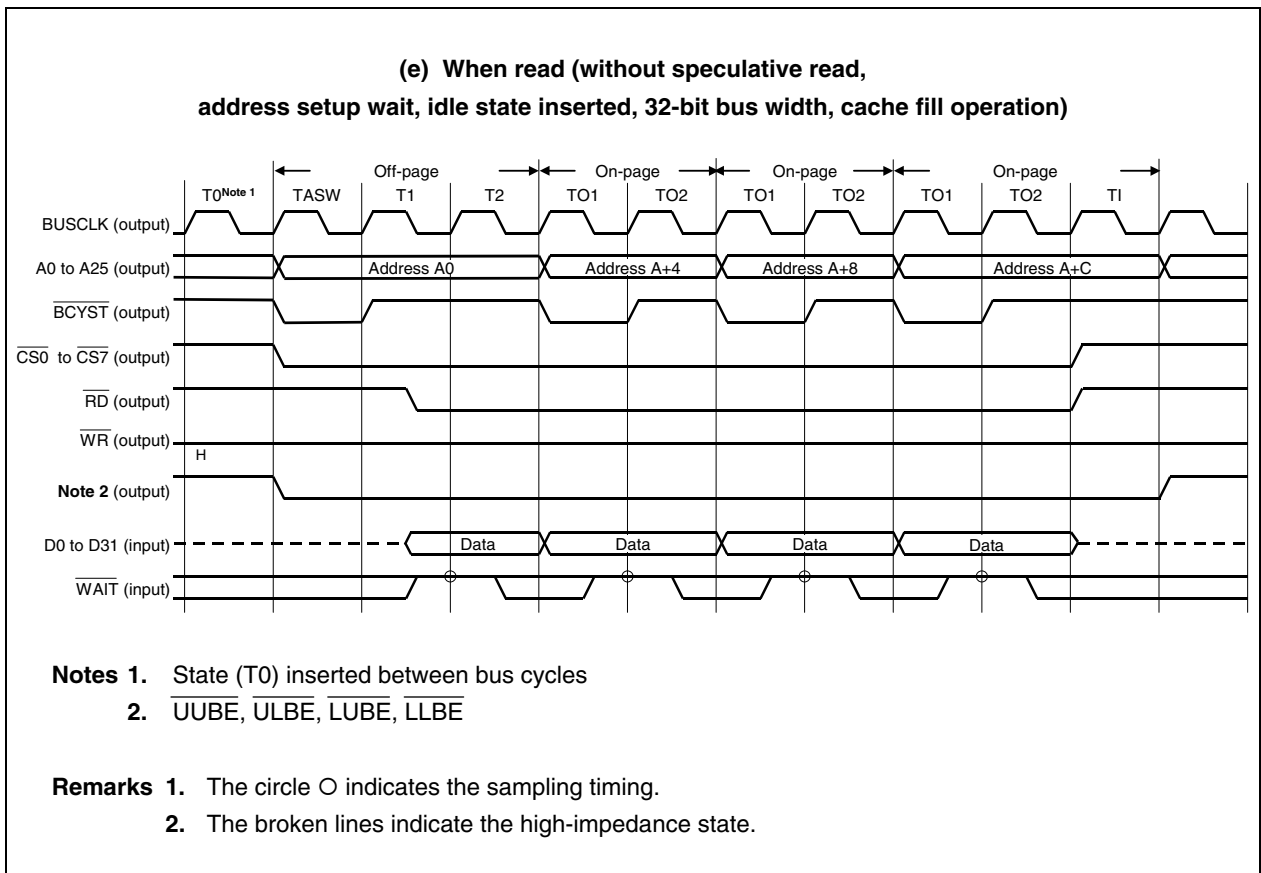 (e) When read (without speculative read,
address setup wait, idle state inserted, 32-bit bus width, cache fill operation)
Off-page On-page On-page On-page
T0Note 1 TASW T1 T2 TO1 TO2 TO1 TO2 TO1 TO2 TI
BUSCLK (output)
A0 to A25 (output) Address A0 Address A+4 Address A+8 Address A+C
BCYST (output)
CS0 to CS7 (output)
RD (output)
WR (output)
H
Note 2 (output)
D0 to D31 (input) Data Data Data Data
WAIT (input)
Notes 1. State (T0) inserted between bus cycles
2. UUBE, ULBE, LUBE, LLBE
Remarks 1. The circle O indicates the sampling timing.
2. The broken lines indicate the high-impedance state.